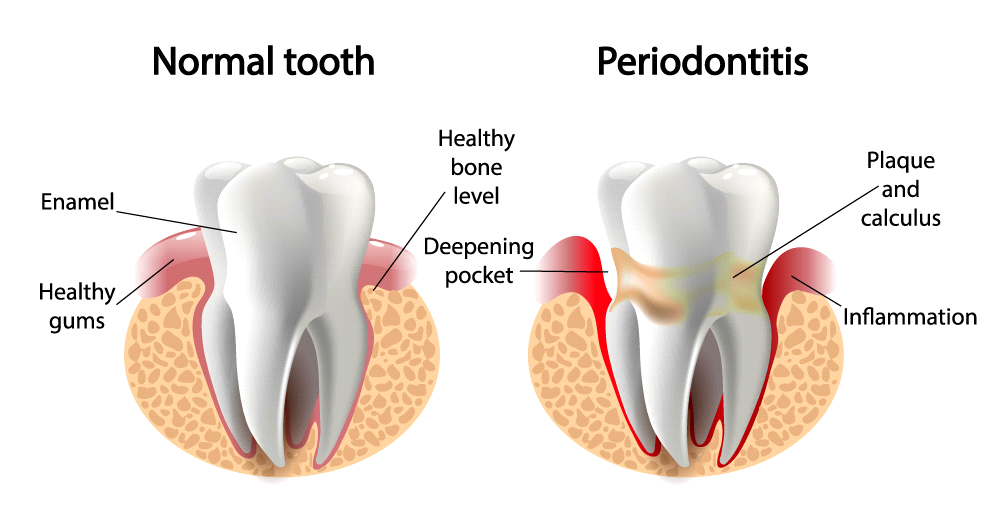 Normal tooth
Periodontitis
Enamel
Healthy
gums
Healthy
bone
level
Deepening
pocket
Plaque
and
calculus
Inflammation